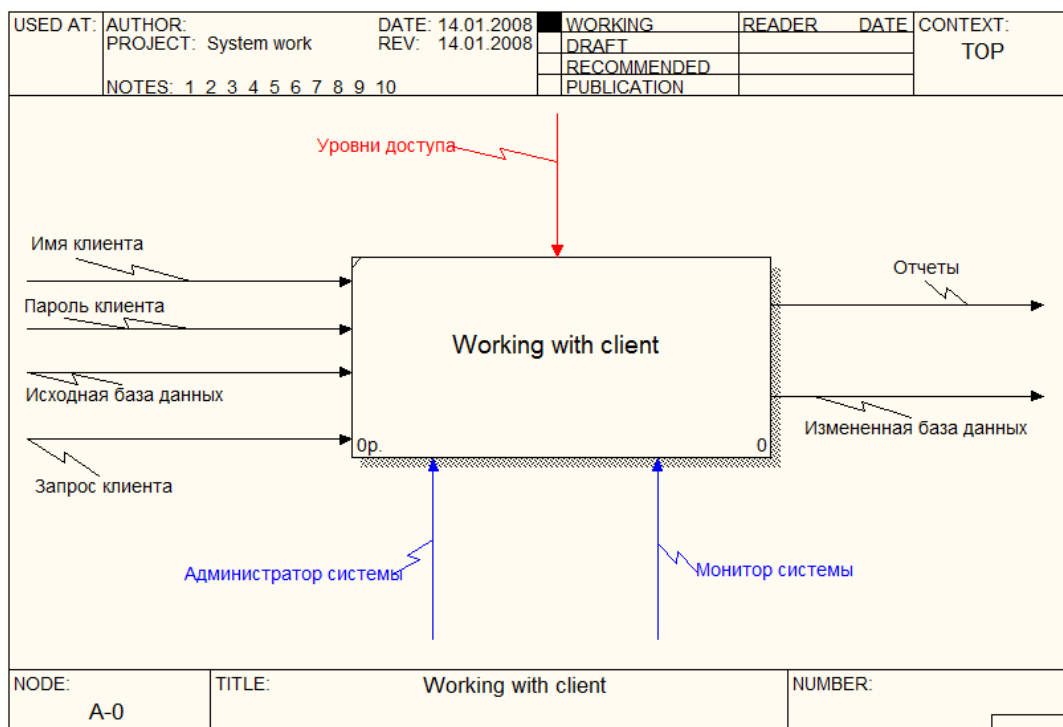 USED AT: AUTHOR: DATE: 14.01.2008 WORKING READER DATE CONTEXT:
PROJECT: System work REV: 14.01.2008 DRAFT TOP
RECOMMENDED
NOTES: 1 2 3 4 5 6 7 8 9 10 PUBLICATION
Уровни доступа
Имя клиента
Отчеты
Пароль клиента
Working with client
Исходная база данных
Измененная база данных
0р. 0
Запрос клиента
Администратор системы
Монитор системы
NODE: TITLE: Working with client NUMBER:
A-0